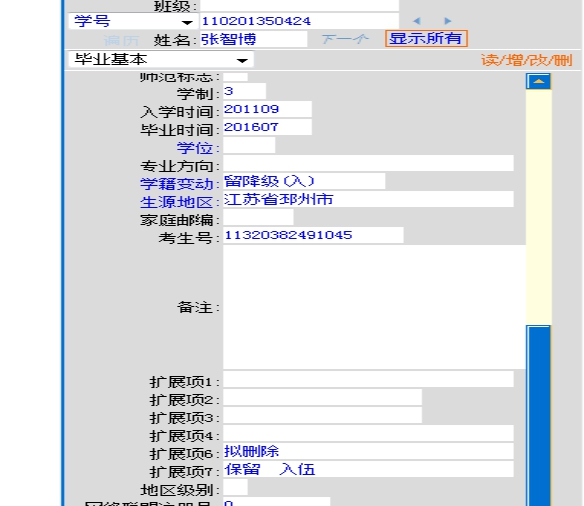 班级:
学号 110201350424
遍历 姓名: 张智博 下一个 显示所有
毕业基本 读/增/改/删
师范标志:
学制: 3
入学时间: 201109
毕业时间: 201607
学位:
专业方向:
学籍变动: 留降级(入)
生源地区: 江苏省邳州市
家庭邮编:
考生号: 11320382491045
备注:
扩展项1:
扩展项2:
扩展项3:
扩展项4:
扩展项6: 拟删除
扩展项7: 保留 入伍
地区级别: